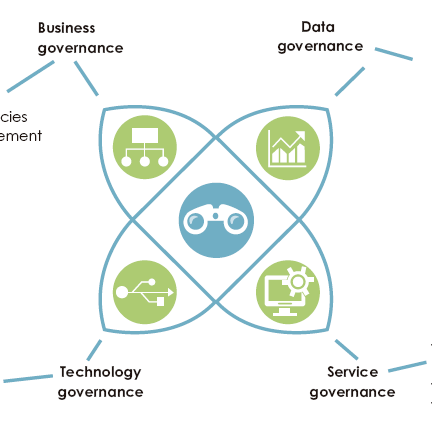 Business
governance
Data
governance
cies
ement
Technology
governance
Service
governance